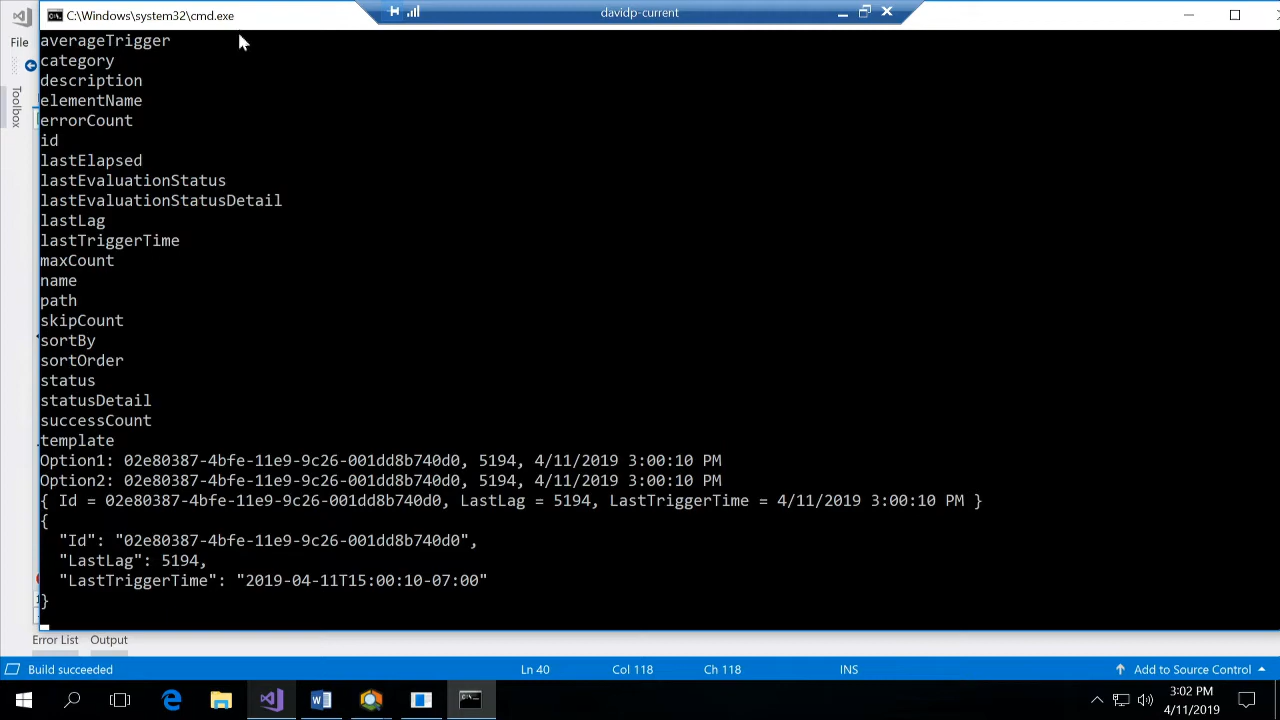 C:\Windows\system32\cmd.exe
davidp-current
File
Toolbox
averageTrigger
category
description
elementName
errorCount
id
lastElapsed
lastEvaluationStatus
lastEvaluationStatusDetail
lastLag
lastTriggerTime
maxCount
name
path
skipCount
sortBy
sortOrder
status
statusDetail
successCount
template
Option1: 02e80387-4bfe-11e9-9c26-001dd8b740d0, 5194, 4/11/2019 3:00:10 PM
Option2: 02e80387-4bfe-11e9-9c26-001dd8b740d0, 5194, 4/11/2019 3:00:10 PM
{ Id = 02e80387-4bfe-11e9-9c26-001dd8b740d0, LastLag = 5194, LastTriggerTime = 4/11/2019 3:00:10 PM }
{
"Id": "02e80387-4bfe-11e9-9c26-001dd8b740d0",
"LastLag": 5194,
"LastTriggerTime": "2019-04-11T15:00:10-07:00"
}
Error List Output
Build succeeded Ln 40 Col 118 Ch 118 INS Add to Source Control
3:02 PM
4/11/2019